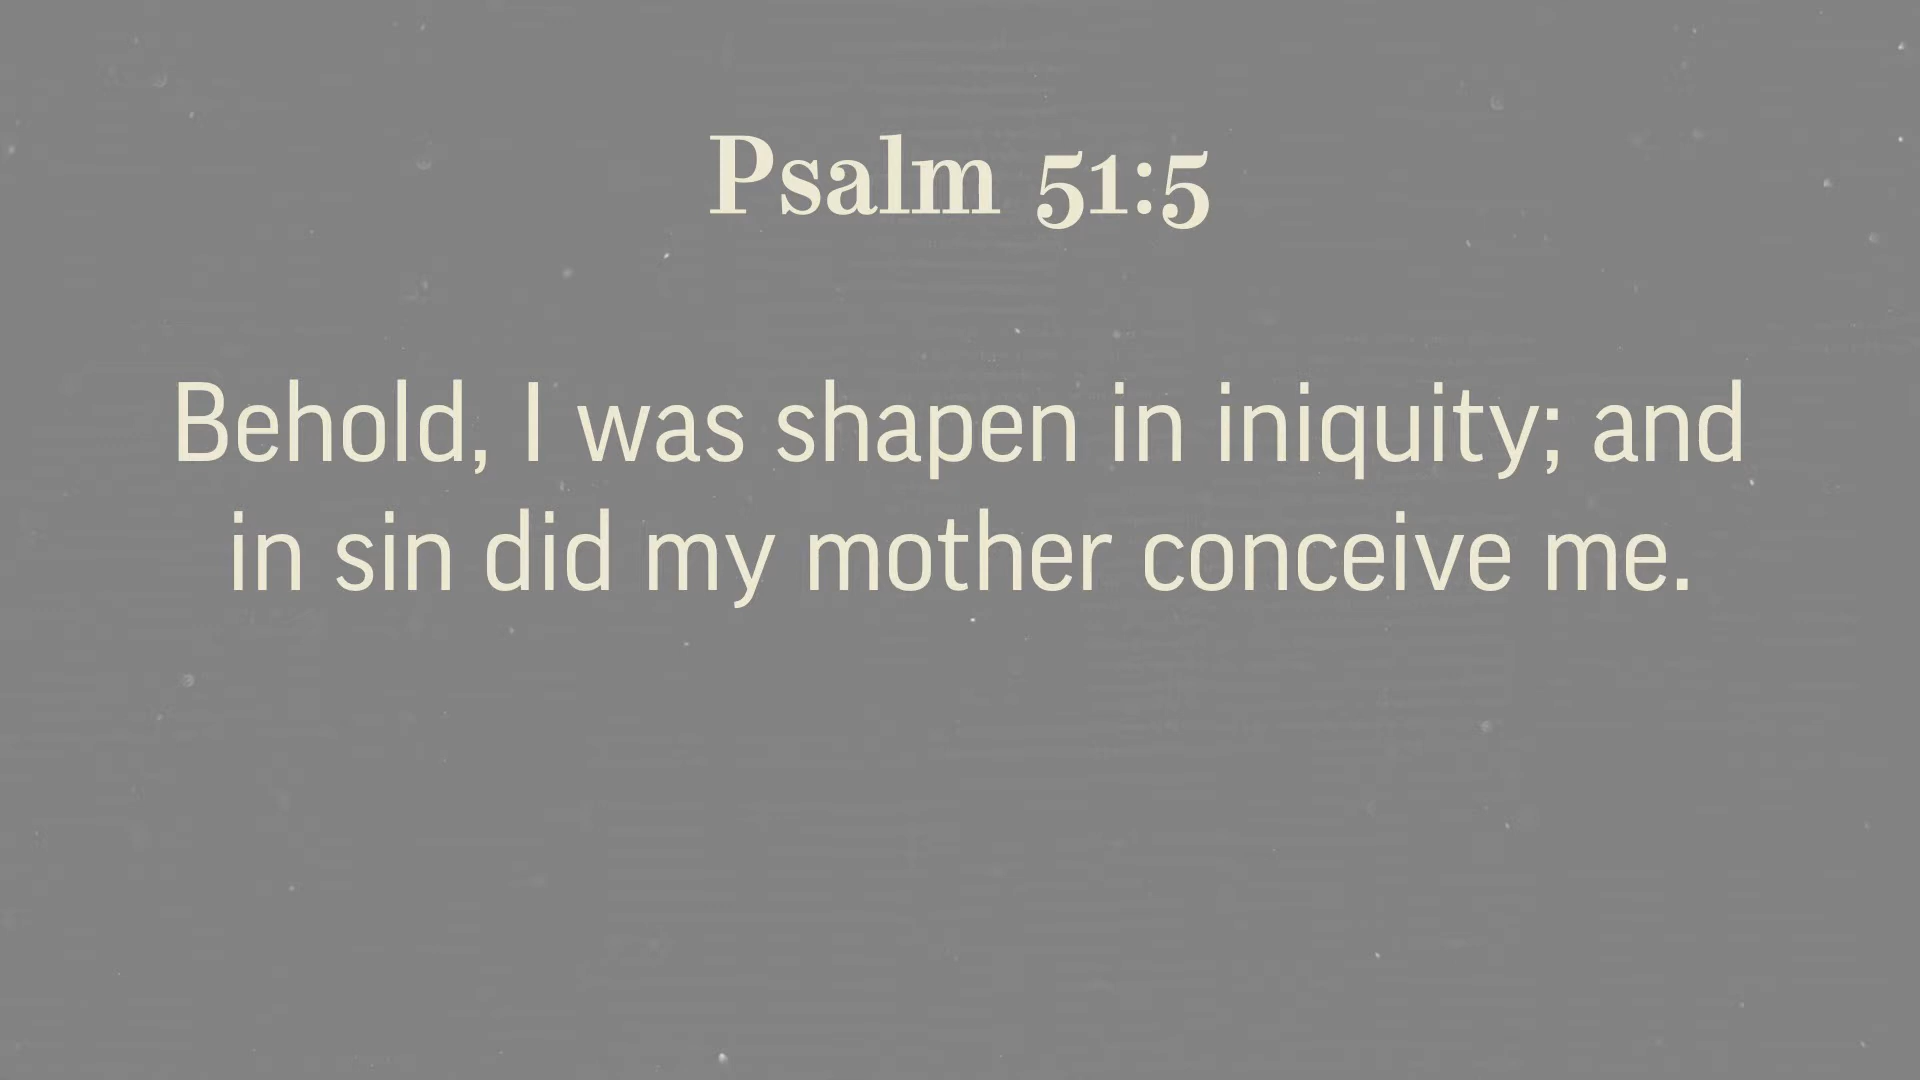 Psalm 51:5
Behold, I was shapen in iniquity; and
in sin did my mother conceive me.